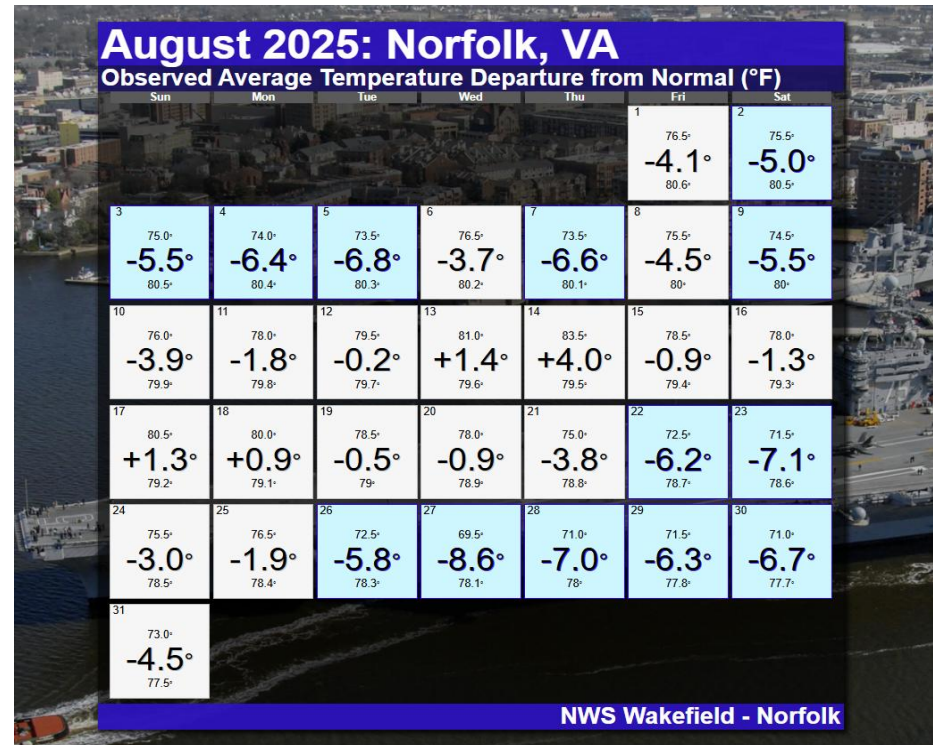 August 2025: Norfolk, VA
Observed Average Temperature Departure from Normal (°F)
Sun Mon Tue Wed Thu Fri Sat
1 2
76.5° 75.5°
-4.1° -5.0°
80.6° 80.5°
3 4 5 6 7 8 9
75.0° 74.0° 73.5° 76.5° 73.5° 75.5° 74.5°
-5.5° -6.4° -6.8° -3.7° -6.6° -4.5° -5.5°
80.5° 80.4° 80.3° 80.2° 80.1° 80° 80°
10 11 12 13 14 15 16
76.0° 78.0° 79.5° 81.0° 83.5° 78.5° 78.0°
-3.9° -1.8° -0.2° +1.4° +4.0° -0.9° -1.3°
79.9° 79.8° 79.7° 79.6° 79.5° 79.4° 79.3°
17 18 19 20 21 22 23
80.5° 80.0° 78.5° 78.0° 75.0° 72.5° 71.5°
+1.3° +0.9° -0.5° -0.9° -3.8° -6.2° -7.1°
79.2° 79.1° 79° 78.9° 78.8° 78.7° 78.6°
24 25 26 27 28 29 30
75.5° 76.5° 72.5° 69.5° 71.0° 71.5° 71.0°
-3.0° -1.9° -5.8° -8.6° -7.0° -6.3° -6.7°
78.5° 78.4° 78.3° 78.1° 78° 77.8° 77.7°
31
73.0°
-4.5°
77.5°
NWS Wakefield - Norfolk